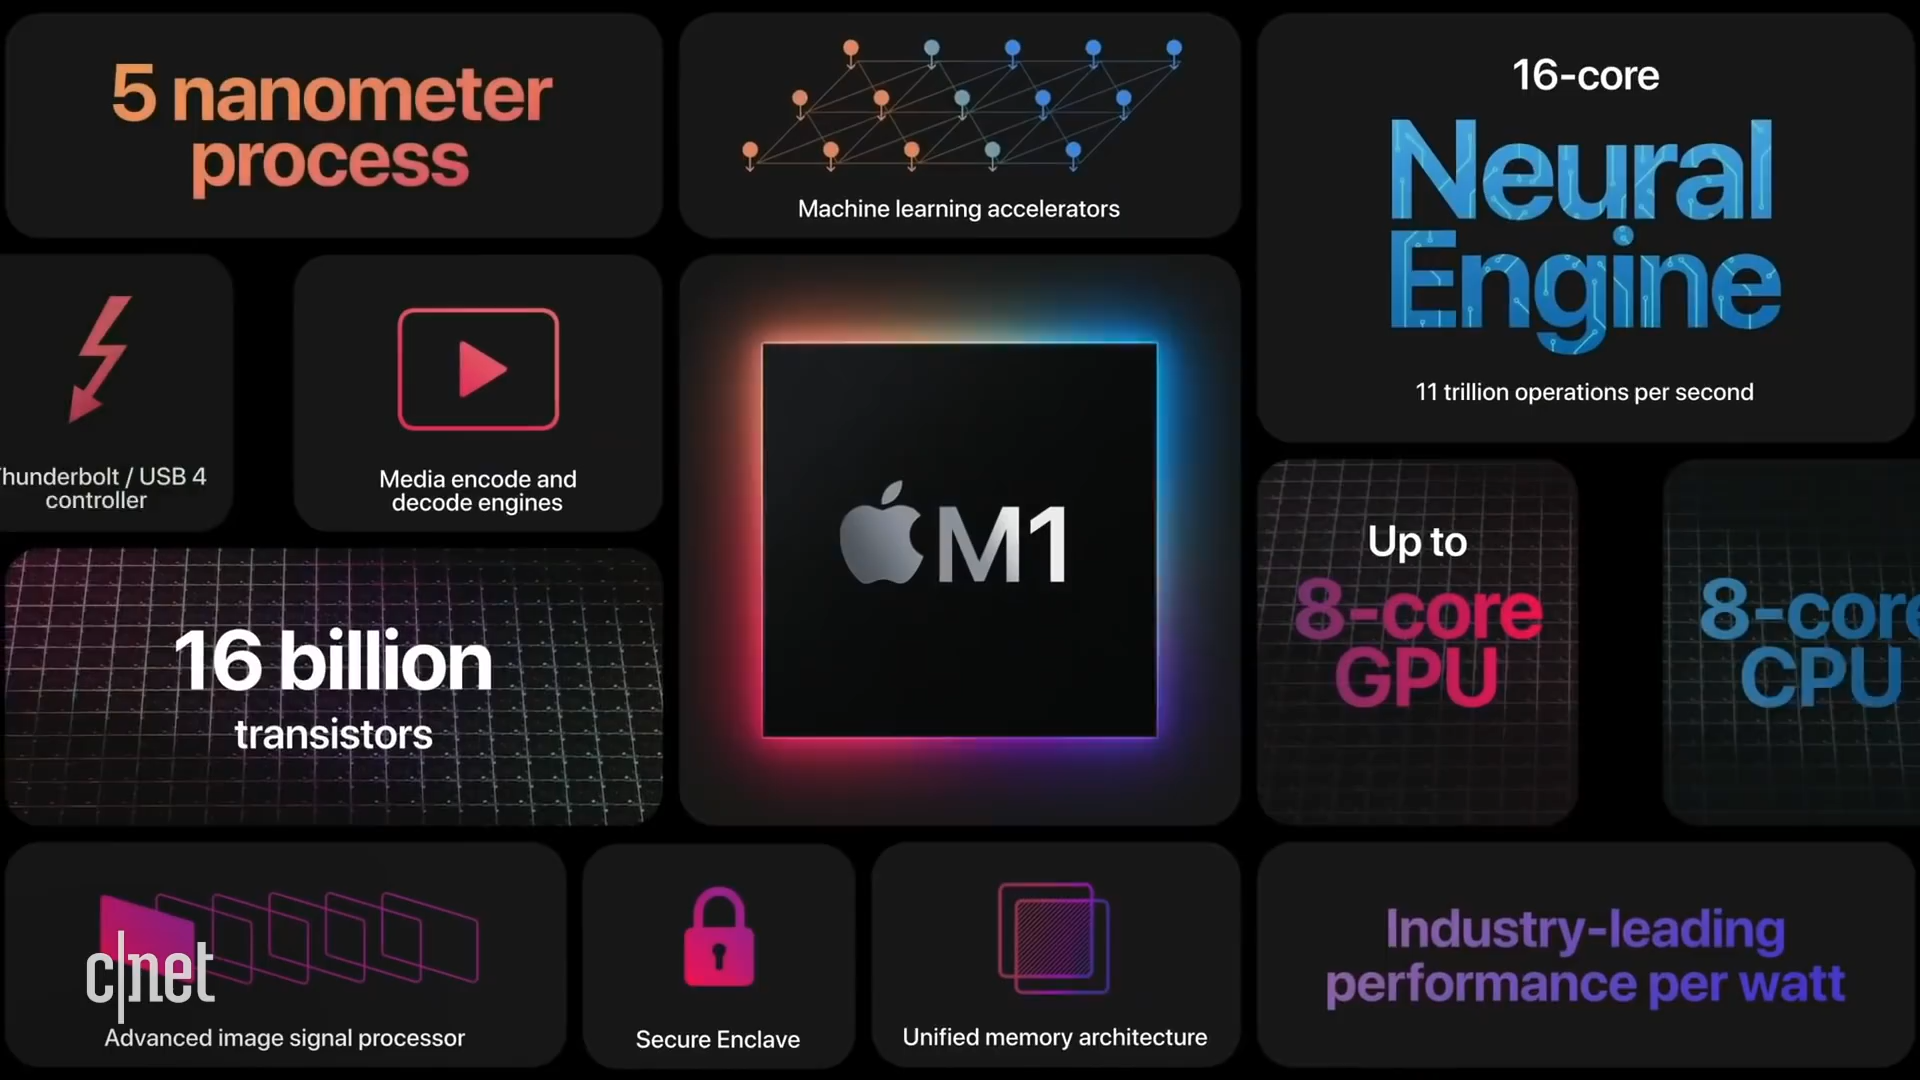 5 nanometer
process
Machine learning accelerators
16-core
Neural
Engine
11 trillion operations per second
hunderbolt / USB 4
controller
Media encode and
decode engines
M1
Up to
8-core
GPU
8-core
CPU
16 billion
transistors
c|net
Advanced image signal processor
Secure Enclave
Unified memory architecture
Industry-leading
performance per watt